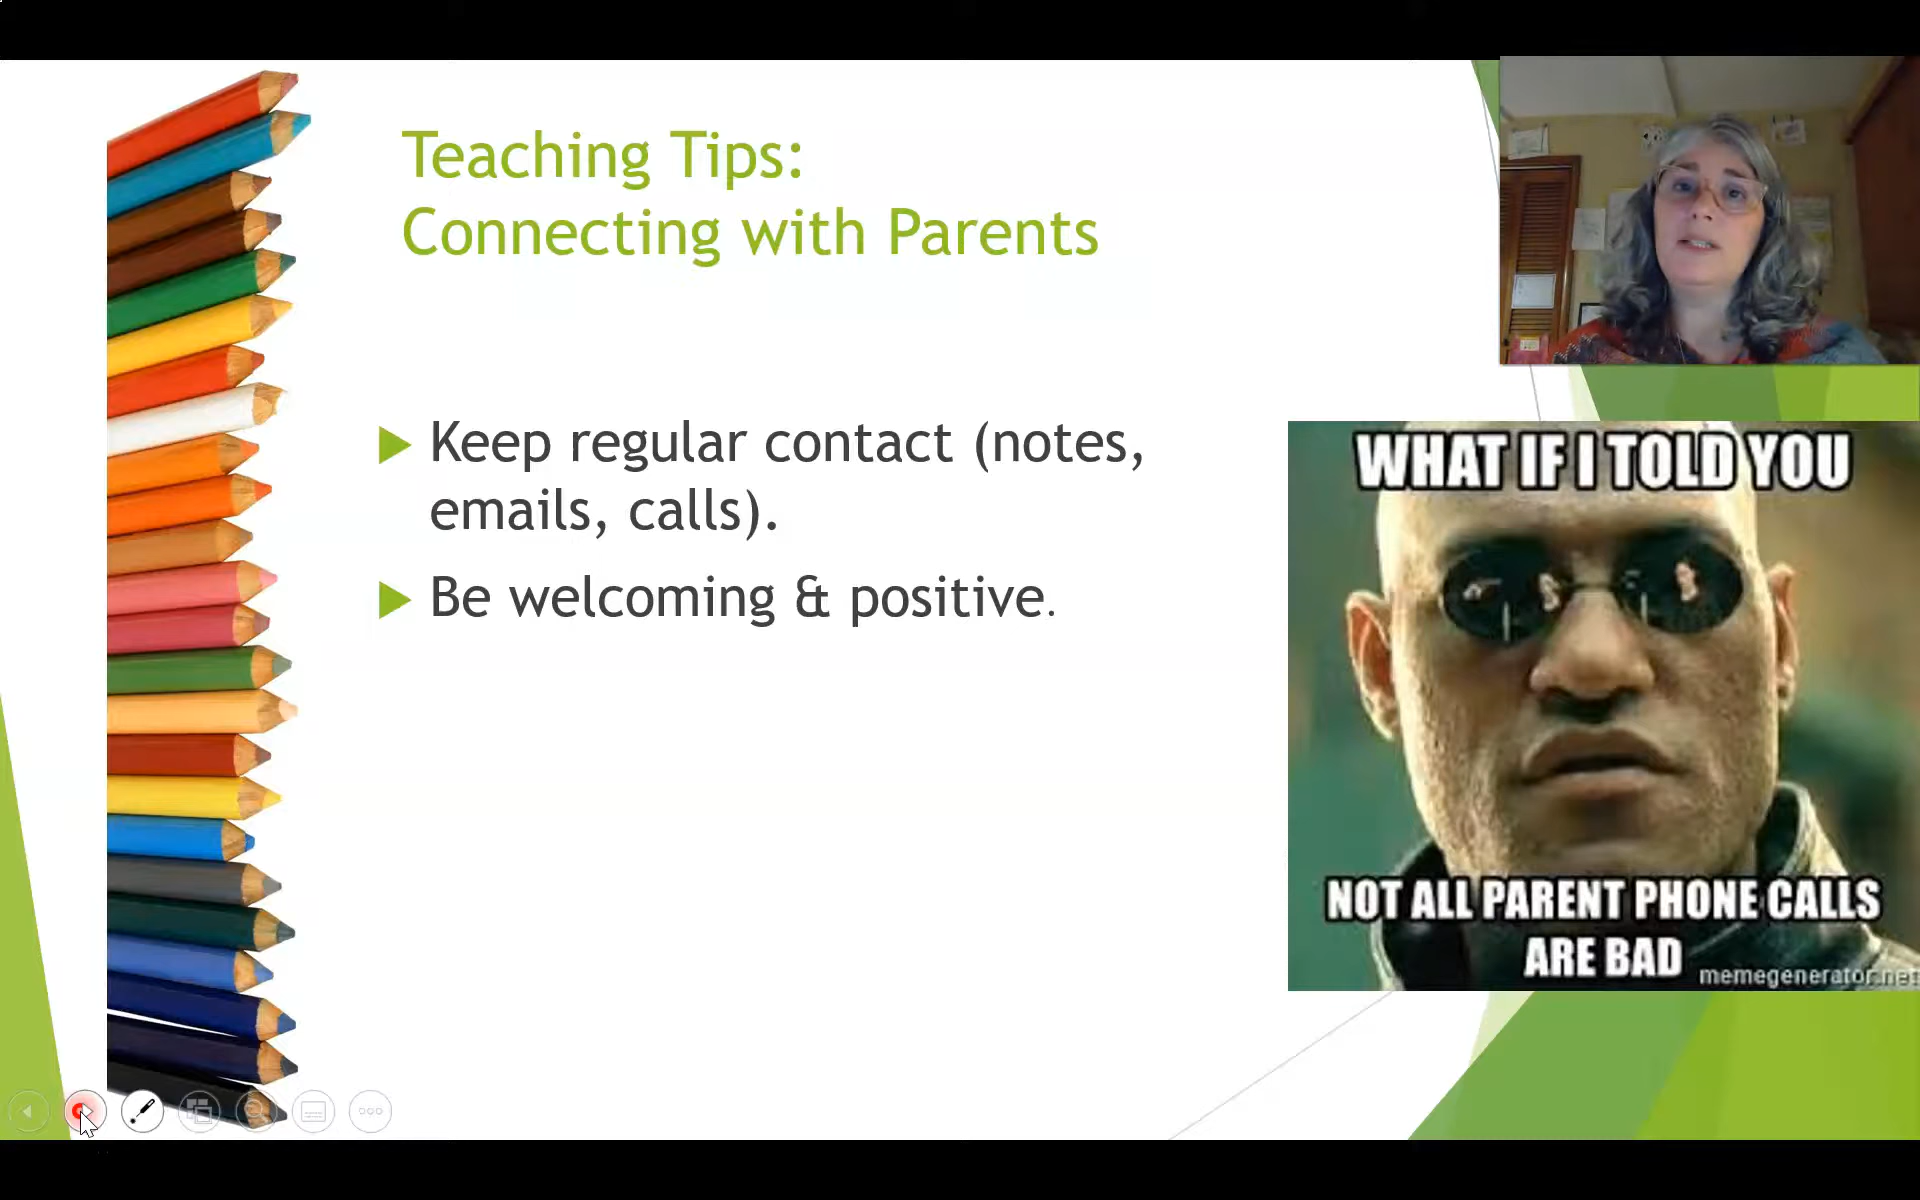 Teaching Tips:
Connecting with Parents
Keep regular contact (notes,
emails, calls).
Be welcoming & positive.
WHAT IF I TOLD YOU
NOT ALL PARENT PHONE CALLS
ARE BAD
memegenerator.net